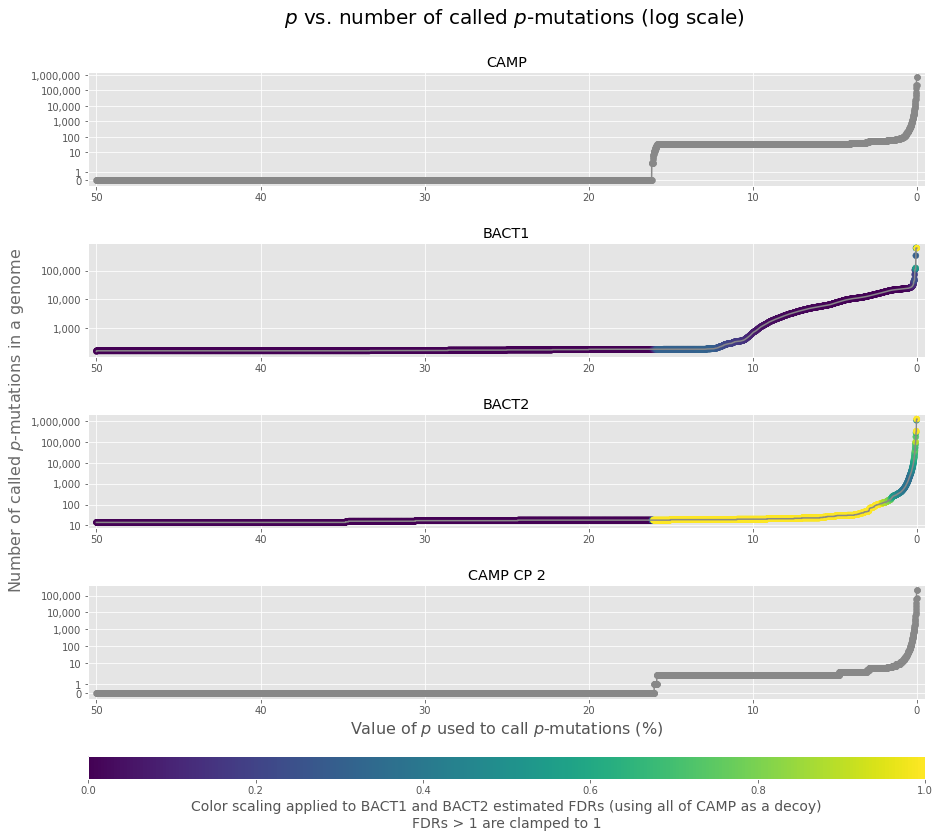 p vs. number of called p-mutations (log scale)
Number of called p-mutations in a genome
CAMP
1,000,000
100,000
10,000
1,000
100
10
1
0
50 40 30 20 10 0
BACT1
100,000
10,000
1,000
50 40 30 20 10 0
BACT2
1,000,000
100,000
10,000
1,000
100
10
50 40 30 20 10 0
CAMP CP 2
100,000
10,000
1,000
100
10
1
0
50 40 30 20 10 0
Value of p used to call p-mutations (%)
0.0 0.2 0.4 0.6 0.8 1.0
Color scaling applied to BACT1 and BACT2 estimated FDRs (using all of CAMP as a decoy)
FDRs > 1 are clamped to 1